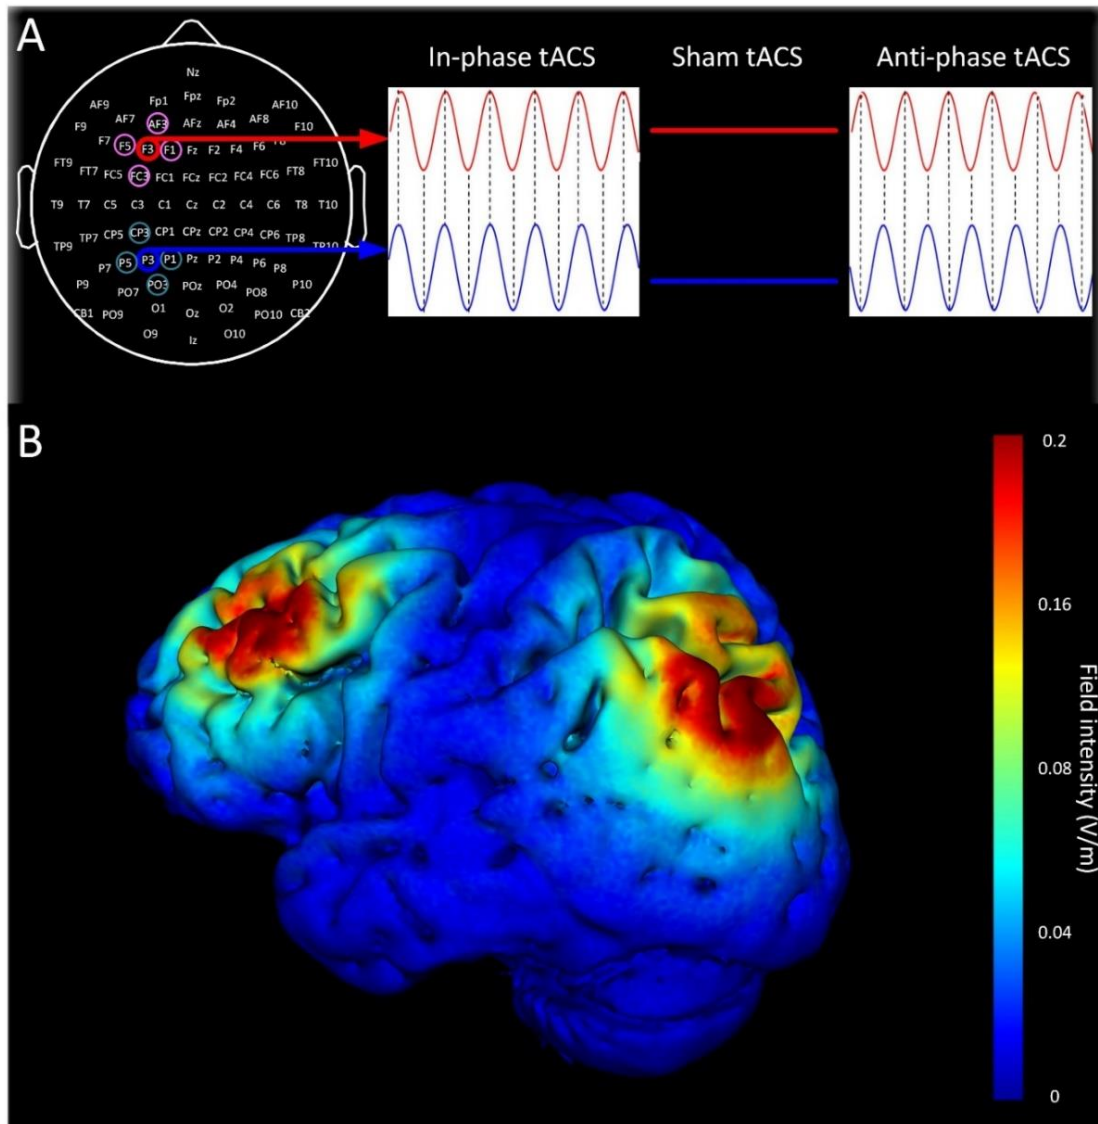 A
In-phase tACS Sham tACS Anti-phase tACS
Nz
Fp1 Fpz Fp2
AF9 AF10
AF7 AF3 AFz AF4 AF8
F9 F10
F7 F5 F3 F1 Fz F2 F4 F6
FT9 FT10
FT7 FC5 FC3 FC1 FCz FC2 FC4 FC6 FT8
T9 T7 C5 C3 C1 Cz C2 C4 C6 T8 T10
TP7 CP5 CP3 CP1 CPz CP2 CP4 CP6 TP8
TP9 TP10
P7 P5 P3 P1 Pz P2 P4 P6 P8
P9 PO7 PO3 POz PO4 PO8 P10
CB1 PO9 O1 Oz O2 PO10 CB2
O9 Iz O10
B
0.2
0.16
Field intensity (V/m)
0.08
0.04
0